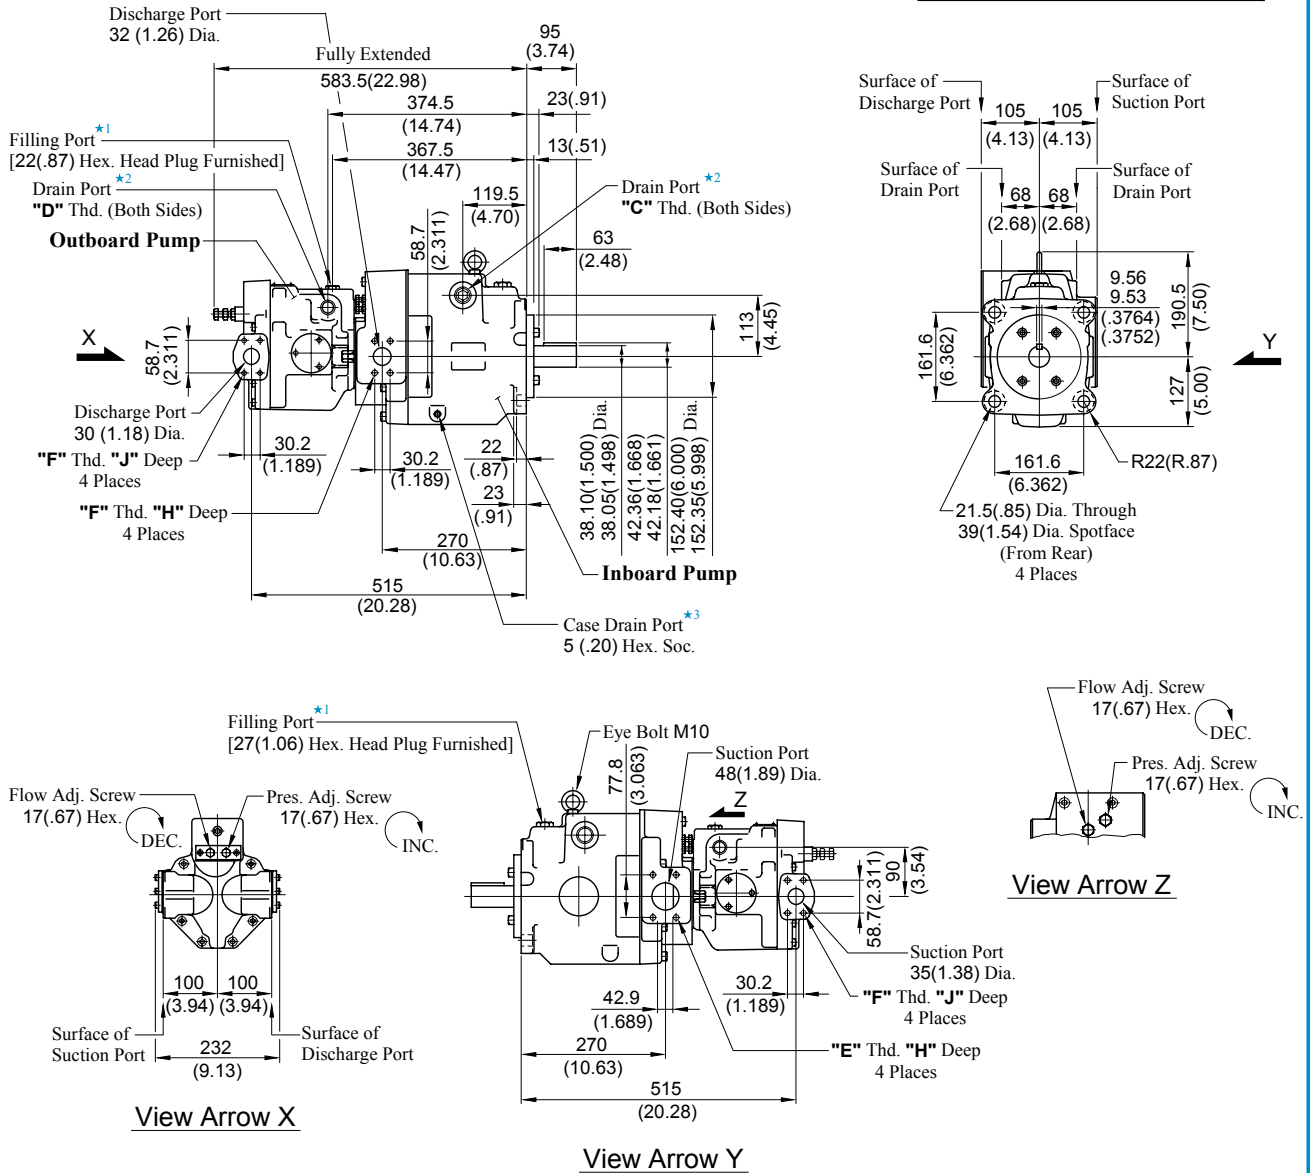 Discharge Port
32 (1.26) Dia.
95
(3.74)
Fully Extended
583.5(22.98)
374.5
(14.74)
23(.91)
Filling Port★1
[22(.87) Hex. Head Plug Furnished]
367.5
(14.47)
13(.51)
Drain Port★2
"D" Thd. (Both Sides)
119.5
(4.70)
Drain Port★2
"C" Thd. (Both Sides)
Outboard Pump
58.7
(2.311)
63
(2.48)
113
(4.45)
X
58.7
(2.311)
Discharge Port
30 (1.18) Dia.
"F" Thd. "J" Deep
4 Places
30.2
(1.189)
30.2
(1.189)
"F" Thd. "H" Deep
4 Places
22
(.87)
23
(.91)
38.10(1.500)
38.05(1.498)
Dia.
42.36(1.668)
42.18(1.661)
152.40(6.000)
152.35(5.998)
Dia.
270
(10.63)
Inboard Pump
515
(20.28)
Case Drain Port★3
5 (.20) Hex. Soc.
Surface of
Discharge Port
Surface of
Suction Port
105
(4.13)
105
(4.13)
Surface of
Drain Port
Surface of
Drain Port
68
(2.68)
68
(2.68)
9.56
9.53
(.3764)
(.3752)
190.5
(7.50)
Y
161.6
(6.362)
127
(5.00)
161.6
(6.362)
R22(R.87)
21.5(.85) Dia. Through
39(1.54) Dia. Spotface
(From Rear)
4 Places
Flow Adj. Screw
17(.67) Hex.
DEC.
Pres. Adj. Screw
17(.67) Hex.
INC.
View Arrow Z
Flow Adj. Screw
17(.67) Hex.
DEC.
Pres. Adj. Screw
17(.67) Hex.
INC.
100
(3.94)
100
(3.94)
Surface of
Suction Port
Surface of
Discharge Port
232
(9.13)
View Arrow X
Filling Port★1
[27(1.06) Hex. Head Plug Furnished]
Eye Bolt M10
77.8
(3.063)
Suction Port
48(1.89) Dia.
Z
58.7(2.311)
90
(3.54)
Suction Port
35(1.38) Dia.
42.9
(1.689)
30.2
(1.189)
"F" Thd. "J" Deep
4 Places
"E" Thd. "H" Deep
4 Places
270
(10.63)
515
(20.28)
View Arrow Y